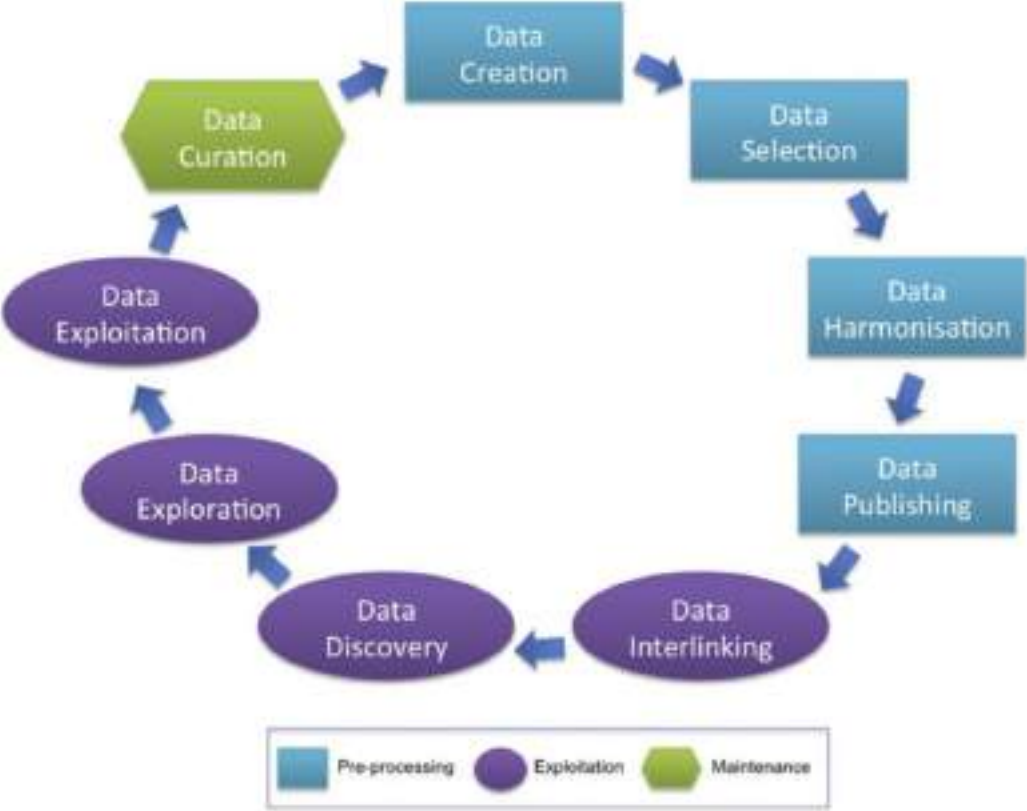 Data
Creation
Data
Selection
Data
Harmonisation
Data
Publishing
Data
Interlinking
Data
Discovery
Data
Exploration
Data
Exploitation
Data
Curation
Pre-processing
Exploitation
Maintenance